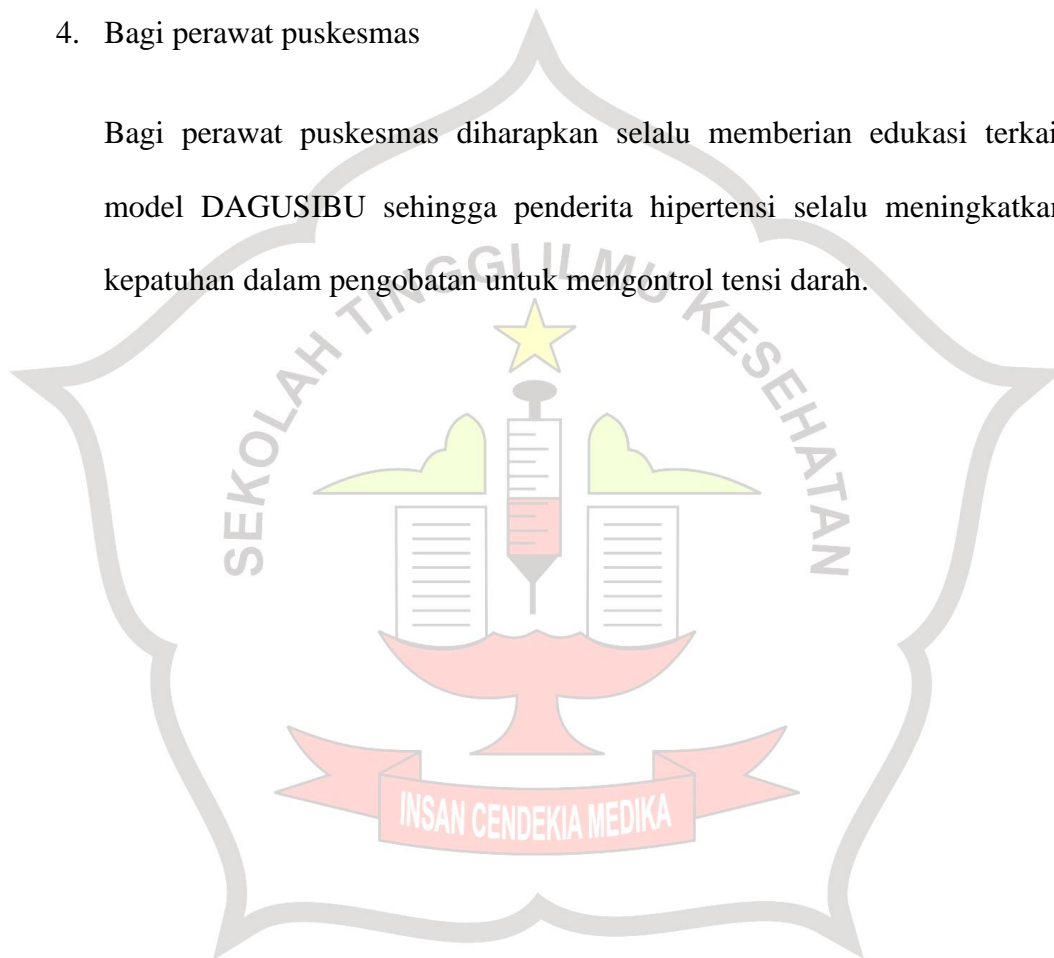 4. Bagi perawat puskesmas
Bagi perawat puskesmas diharapkan selalu memberian edukasi terkai
model DAGUSIBU sehingga penderita hipertensi selalu meningkatkan
kepatuhan dalam pengobatan untuk mengontrol tensi darah.
SEKOLAH TINGGI ILMU KESEHATAN
INSAN CENDEKIA MEDIKA